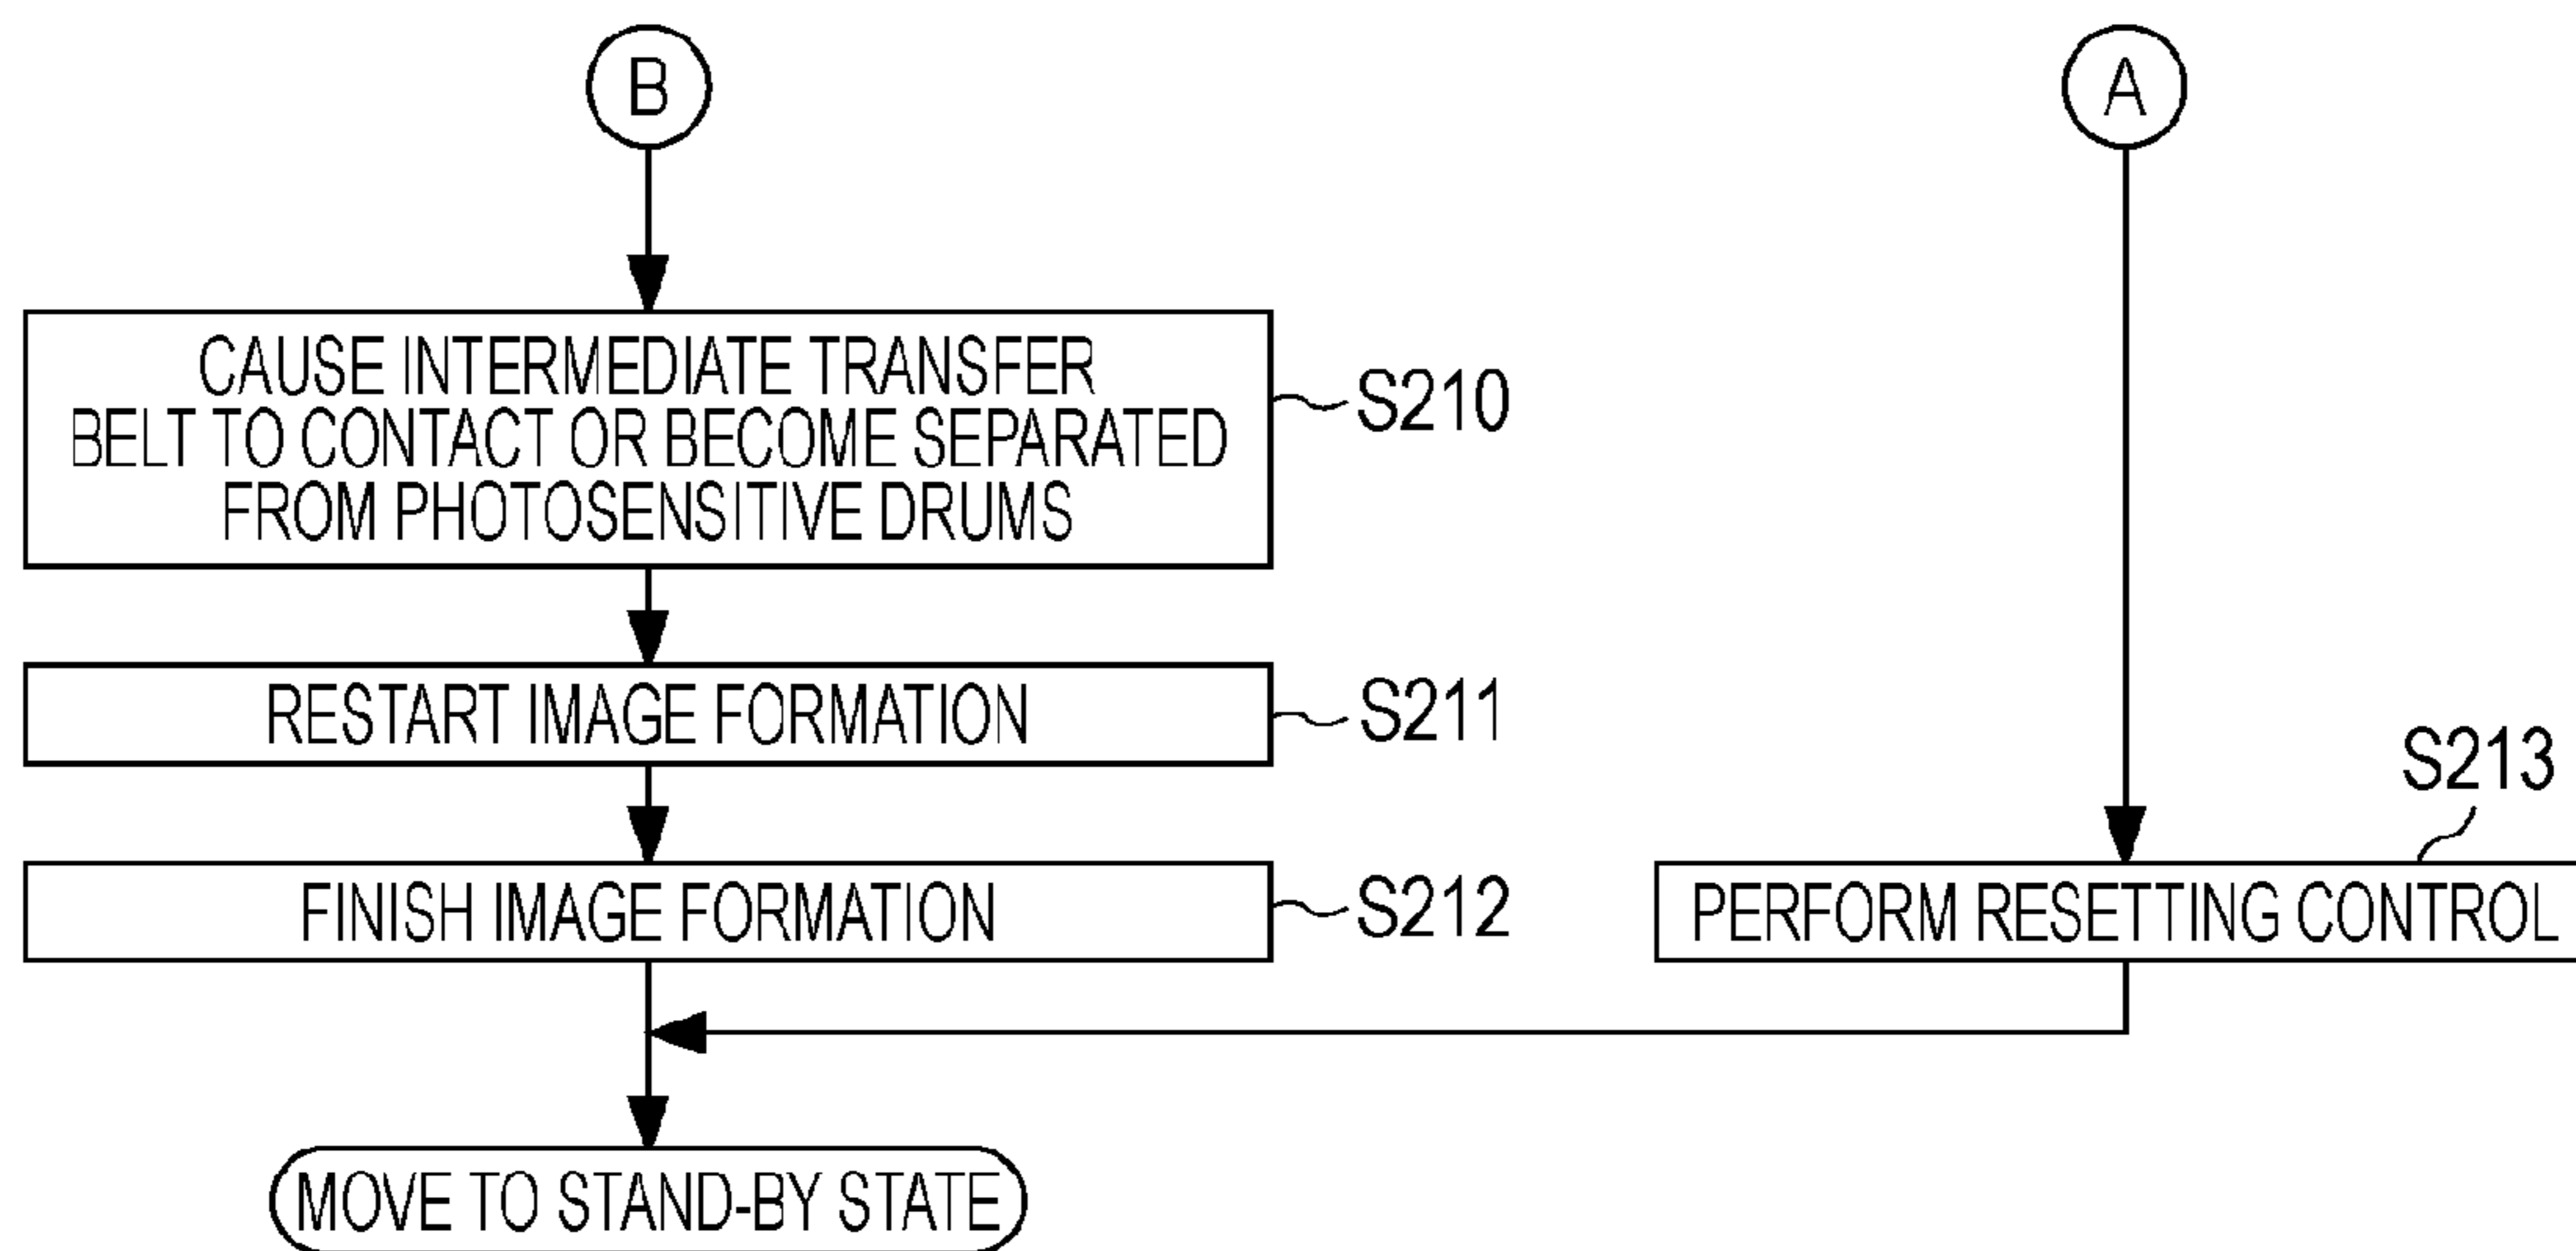 B
A
CAUSE INTERMEDIATE TRANSFER
BELT TO CONTACT OR BECOME SEPARATED
FROM PHOTOSENSITIVE DRUMS
S210
RESTART IMAGE FORMATION
S211
S213
FINISH IMAGE FORMATION
S212
PERFORM RESETTING CONTROL
MOVE TO STAND-BY STATE